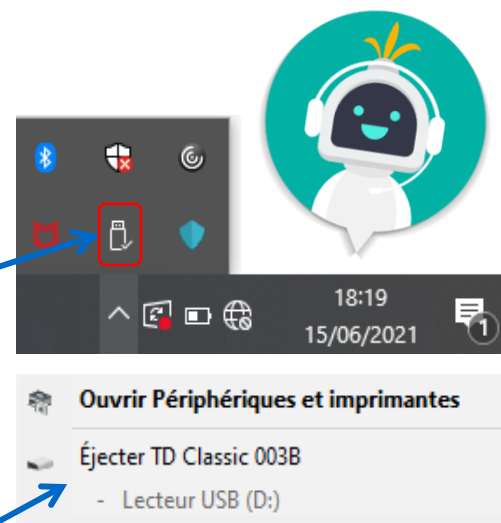 18:19
15/06/2021
1
Ouvrir Périphériques et imprimantes
Éjecter TD Classic 003B
- Lecteur USB (D:)